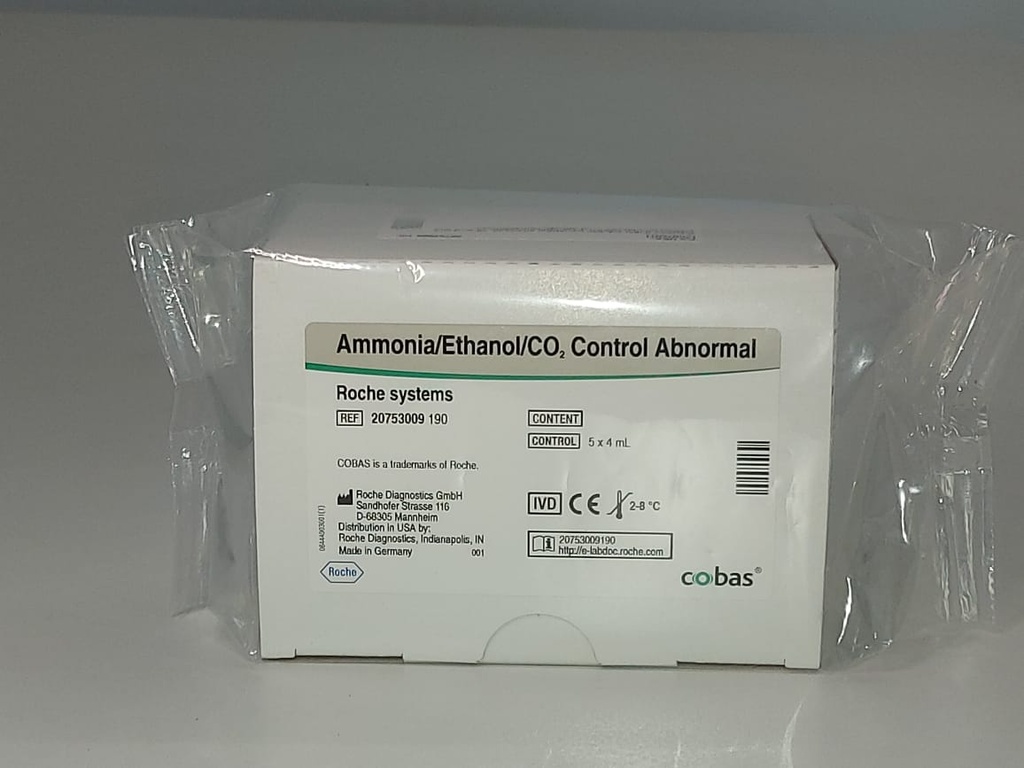 Ammonia/Ethanol/CO₂ Control Abnormal
Roche systems
REF 20753009 190
CONTENT
CONTROL 5 x 4 mL
COBAS is a trademarks of Roche.
Roche Diagnostics GmbH
Sandhofer Strasse 116
D-68305 Mannheim
Distribution in USA by:
Roche Diagnostics, Indianapolis, IN
Made in Germany 001
IVD CE 2-8 °C
20753009190
http://e-labdoc.roche.com
Roche
cobas®